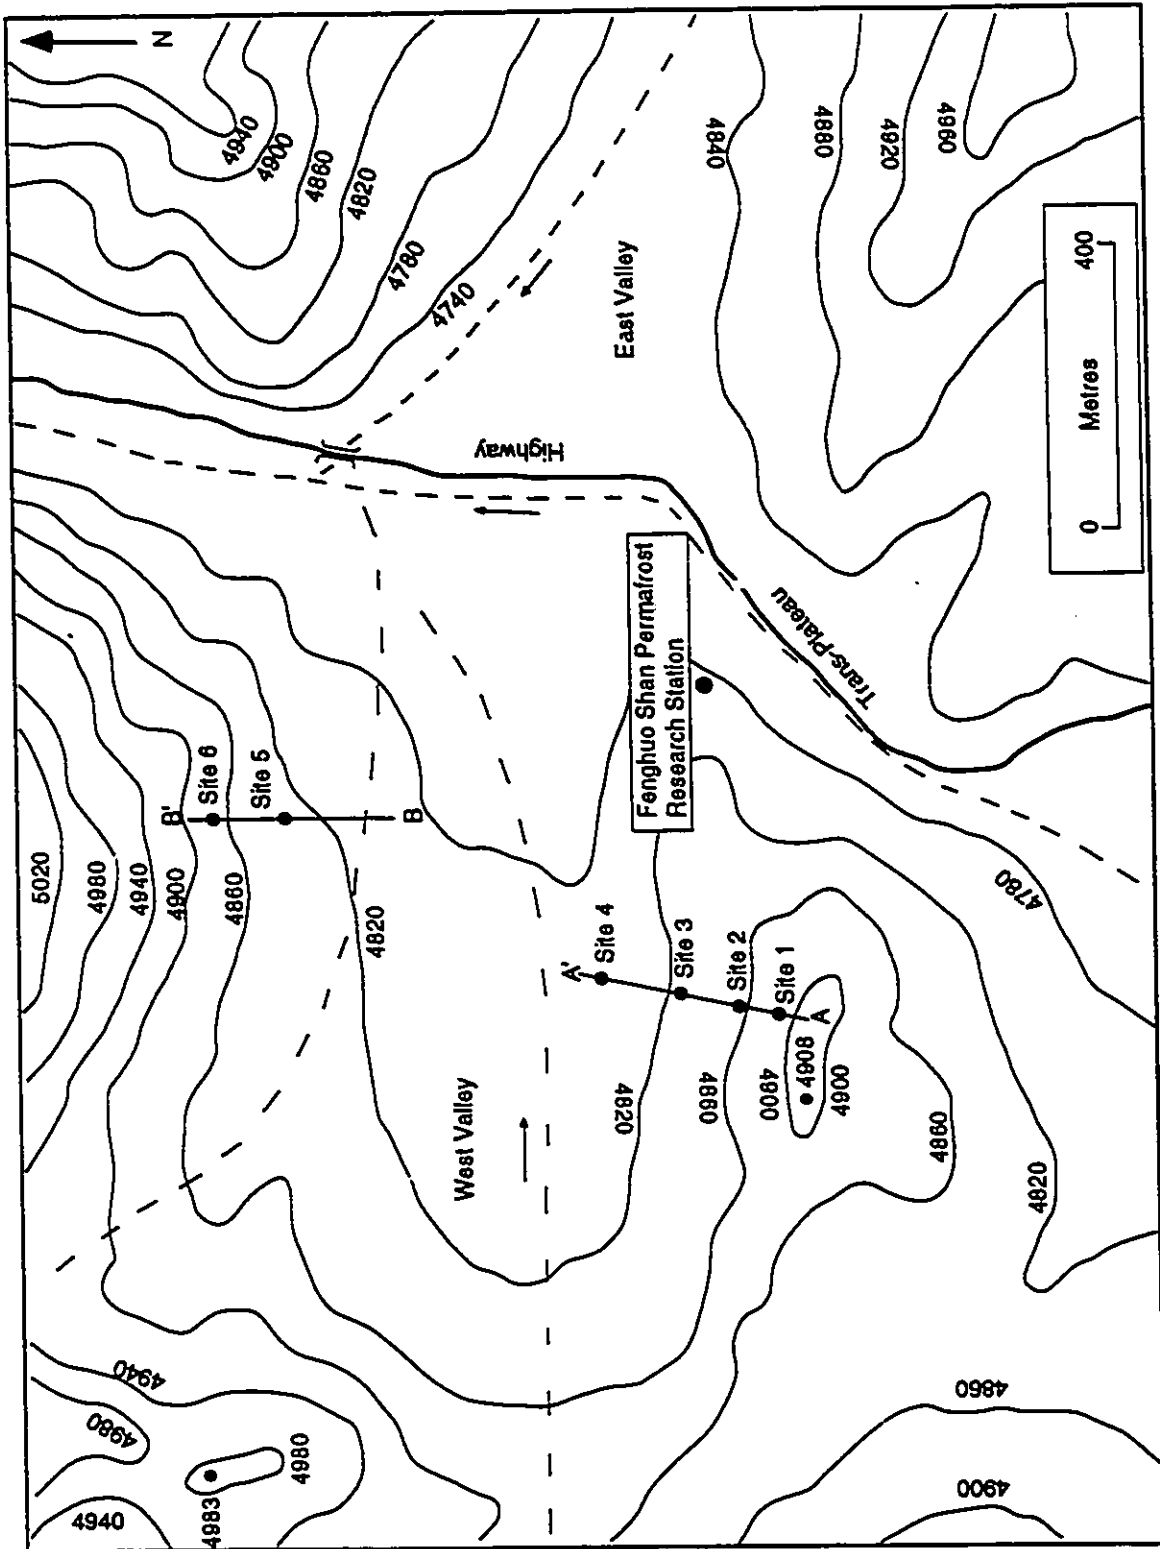 N
4940
4900
4860
4820
4780
4740
4840
4880
4920
4960
East Valley
Highway
Trans-Plateau
0
400
Metres
Fenghuo Shan Permafrost
Research Station
5020
4980
4940
4900
4860
4820
B'
Site 6
Site 5
B
A'
Site 4
Site 3
Site 2
Site 1
A
4908
4900
4900
4860
4820
4860
4820
4780
West Valley
4940
4980
4980
4983
4940
4860
4900